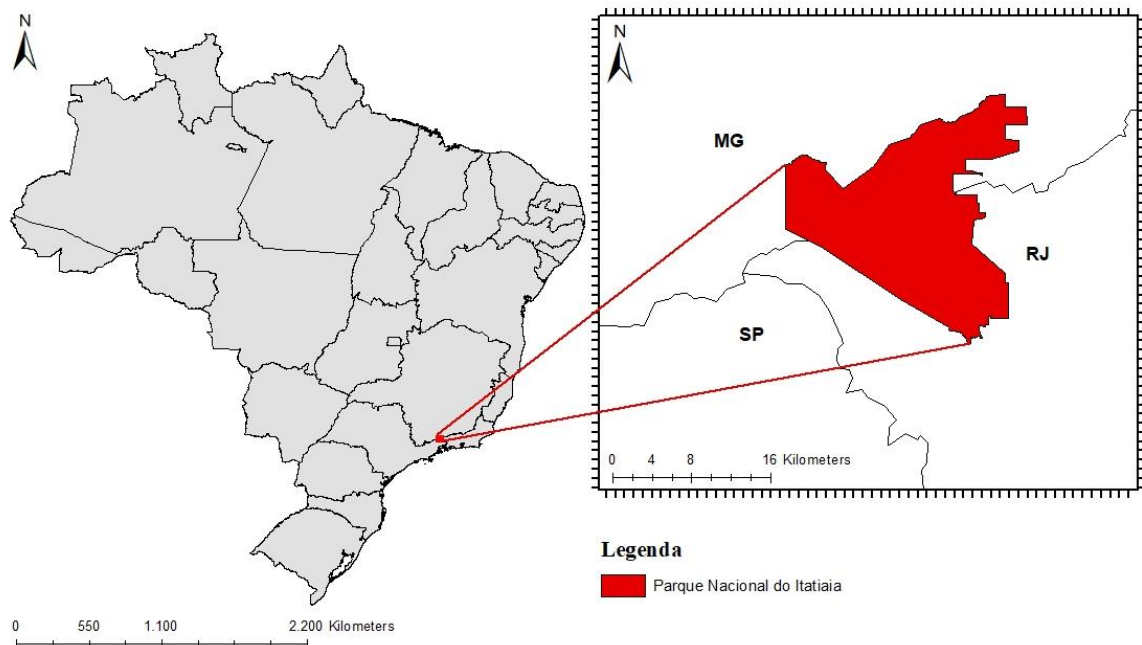 N
0 550 1.100 2.200 Kilometers
N
MG
RJ
SP
0 4 8 16 Kilometers
Legenda
Parque Nacional do Itatiaia